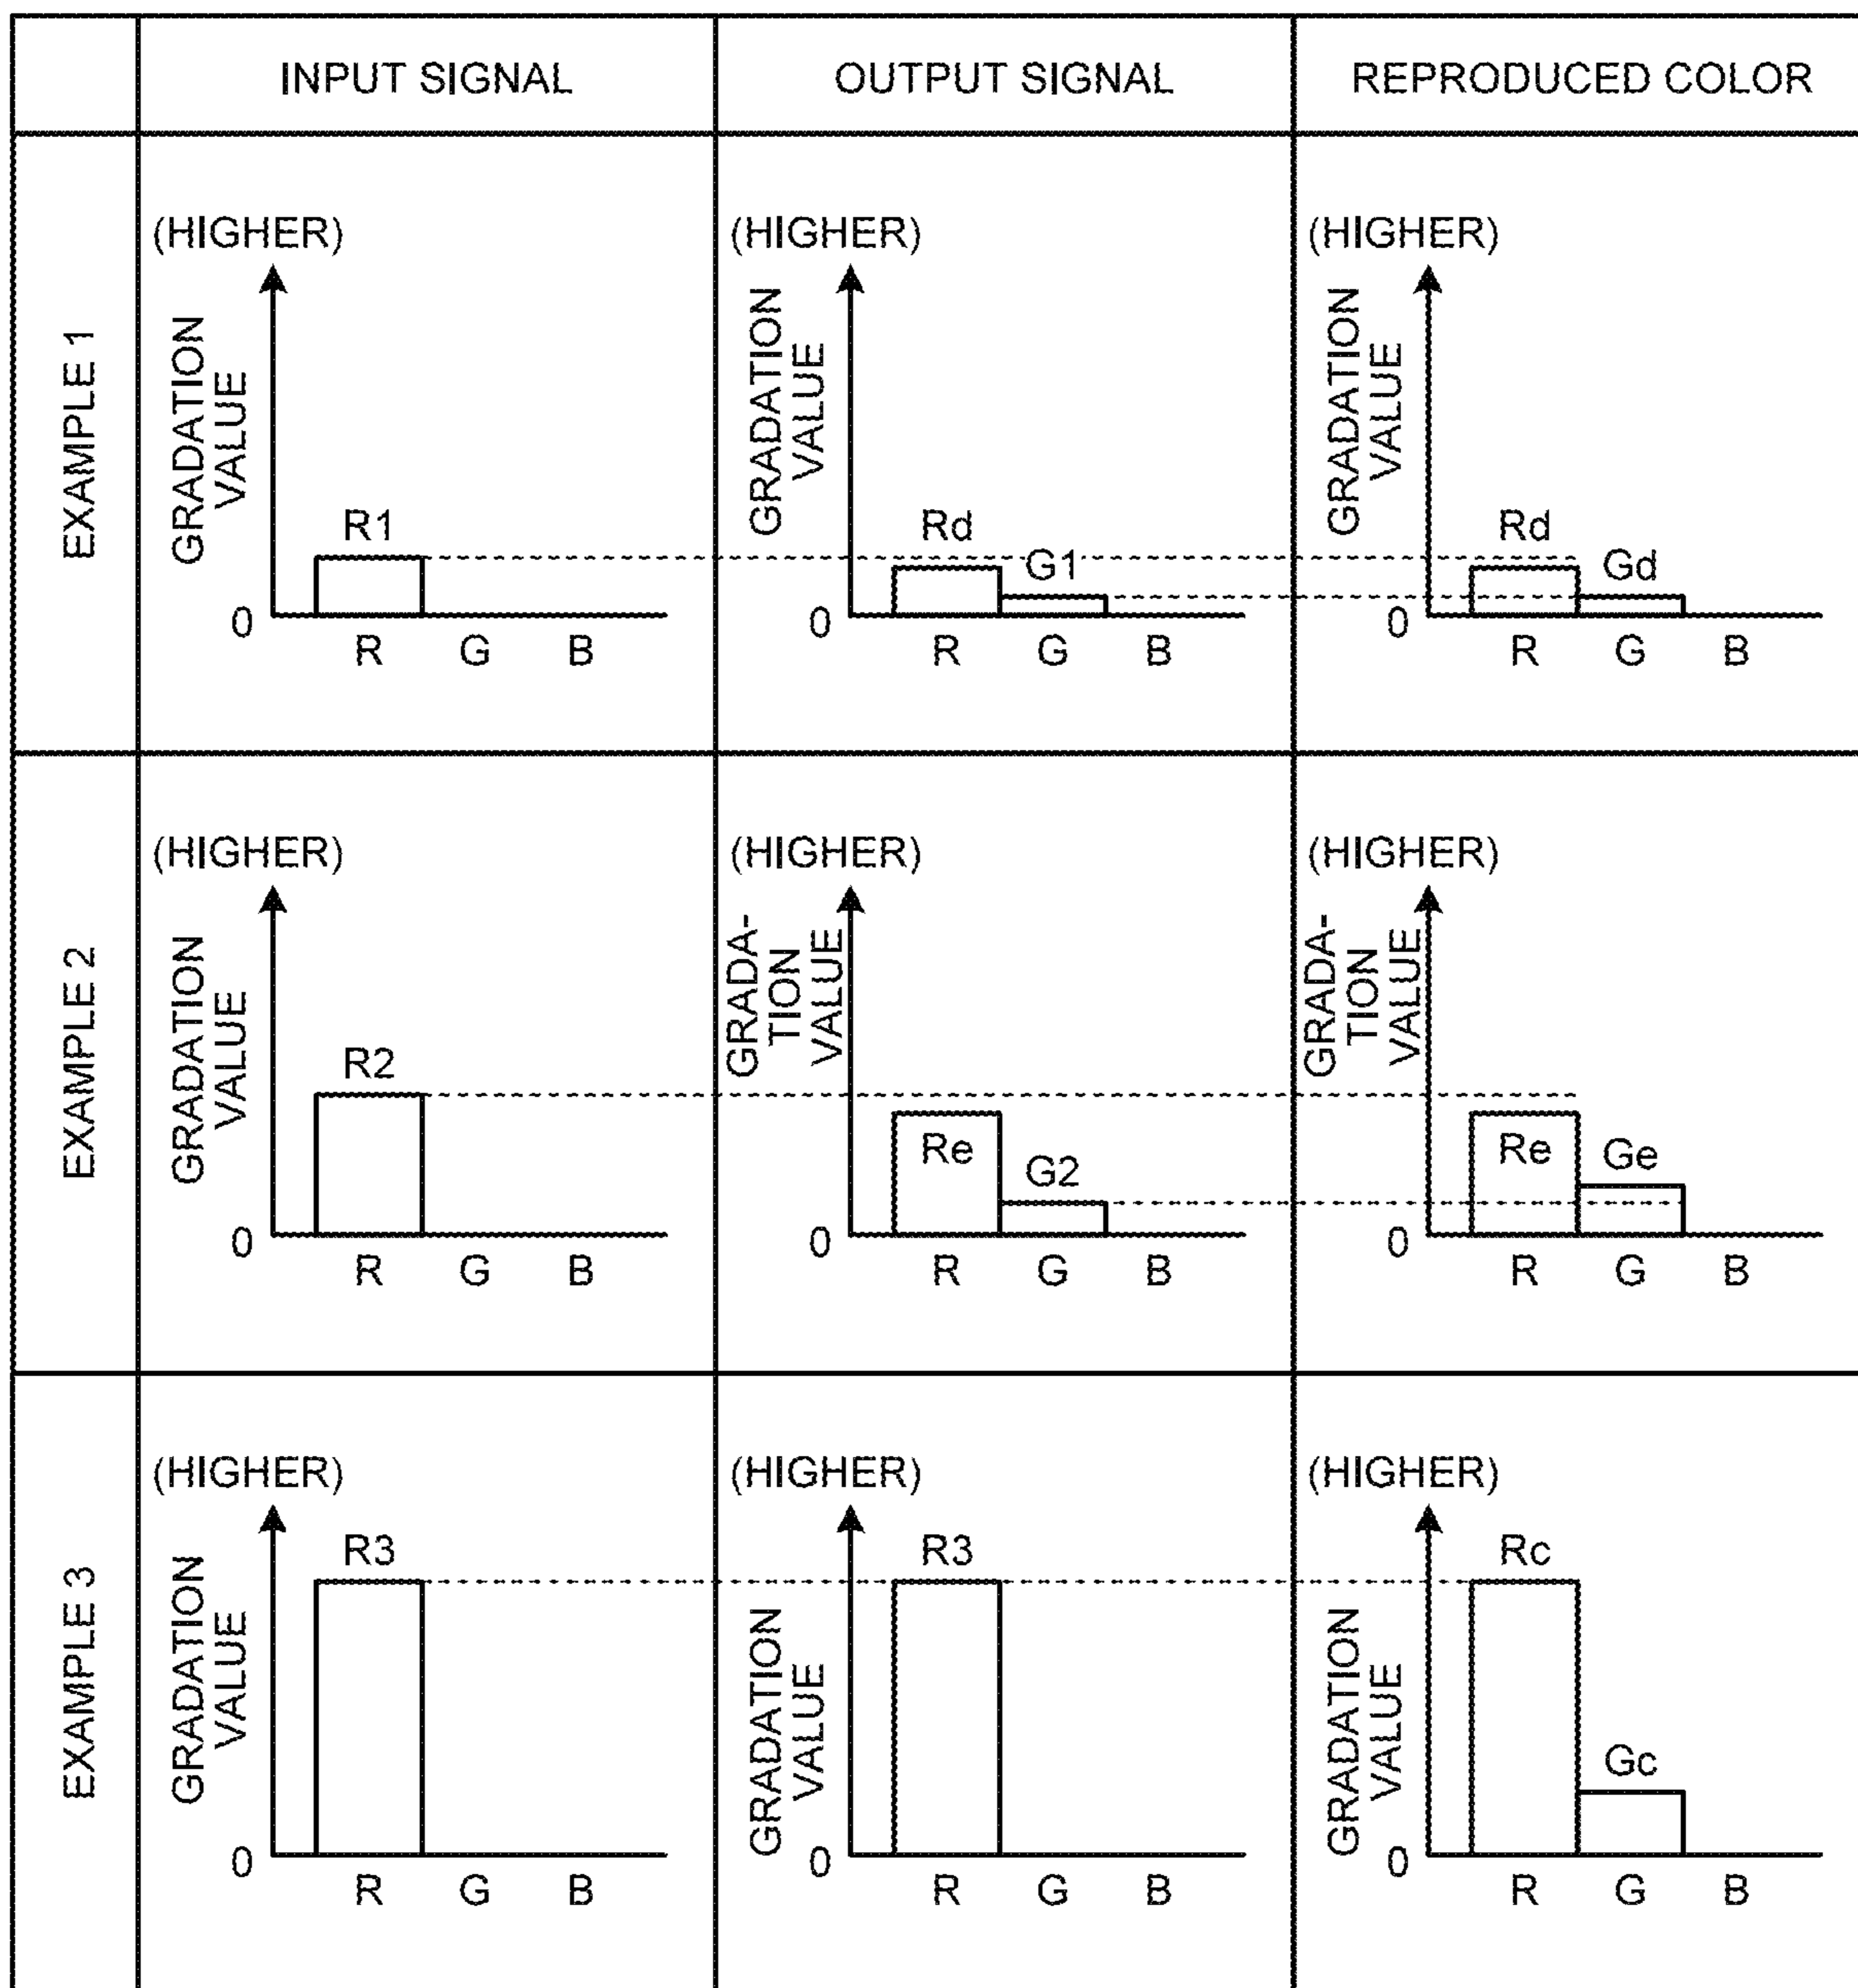 INPUT SIGNAL
OUTPUT SIGNAL
REPRODUCED COLOR
EXAMPLE 1
(HIGHER)
GRADATION
VALUE
R1
0
R G B
(HIGHER)
GRADATION
VALUE
Rd
G1
0
R G B
(HIGHER)
GRADATION
VALUE
Rd
Gd
0
R G B
EXAMPLE 2
(HIGHER)
GRADATION
VALUE
R2
0
R G B
(HIGHER)
GRADA-
TION
VALUE
Re
G2
0
R G B
(HIGHER)
GRADA-
TION
VALUE
Re
Ge
0
R G B
EXAMPLE 3
(HIGHER)
GRADATION
VALUE
R3
0
R G B
(HIGHER)
GRADATION
VALUE
R3
0
R G B
(HIGHER)
GRADATION
VALUE
Rc
Gc
0
R G B